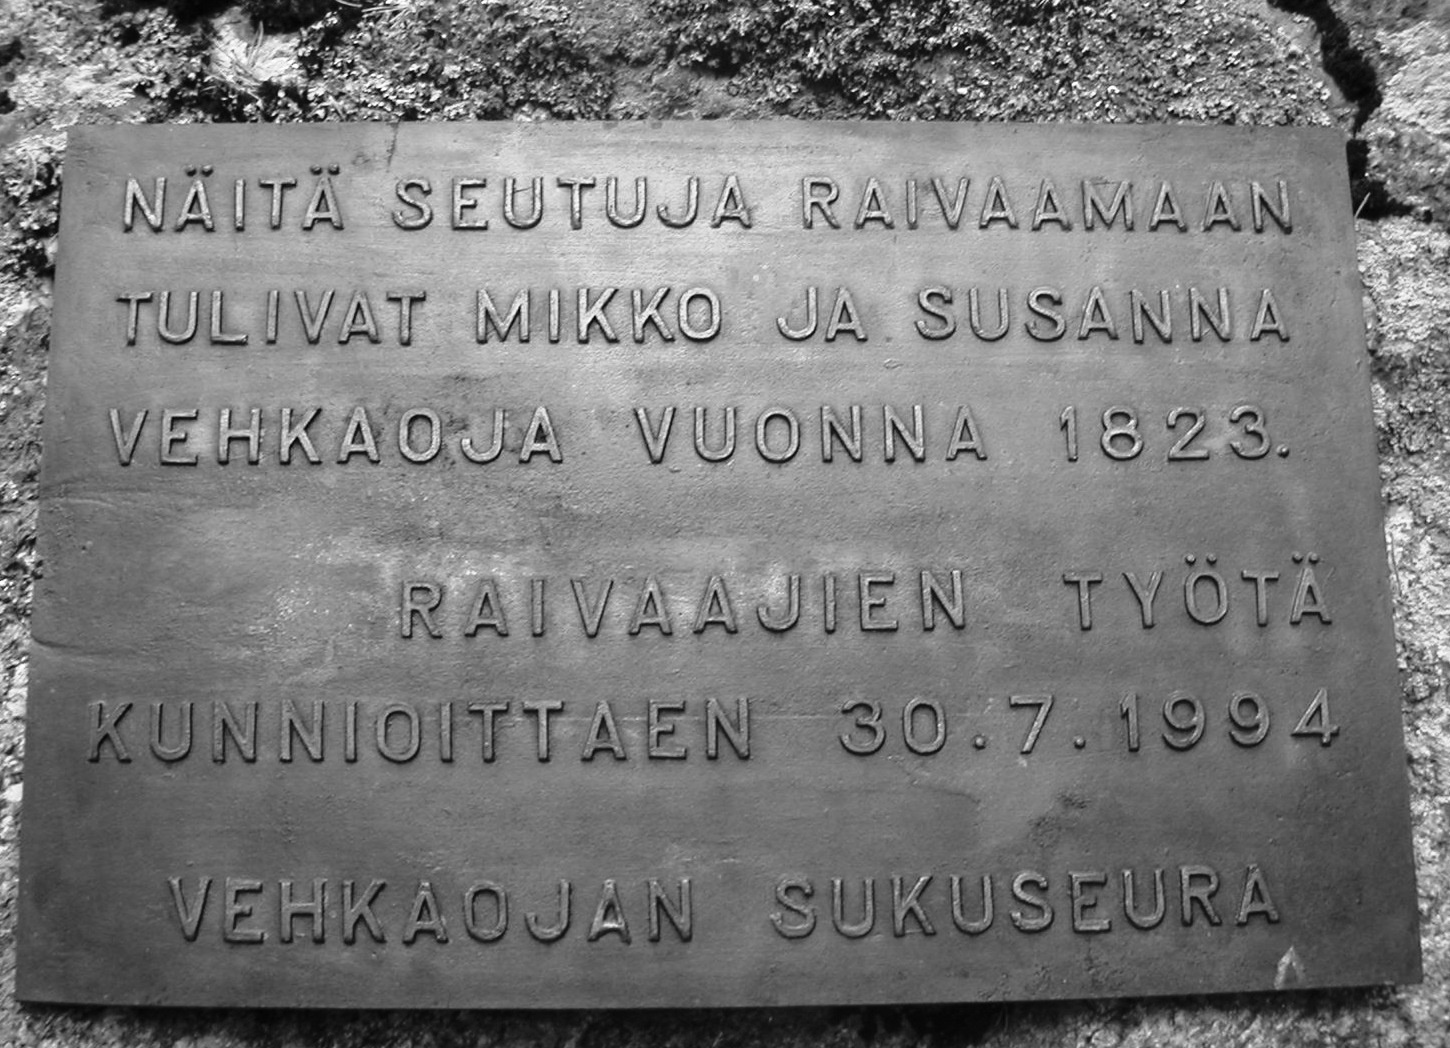 NÄITÄ SEUTUJA RAIVAAMAAN
TULIVAT MIKKO JA SUSANNA
VEHKAOJA VUONNA 1823.
RAIVAAJIEN TYÖTÄ
KUNNIOITTAEN 30.7.1994
VEHKAOJAN SUKUSEURA